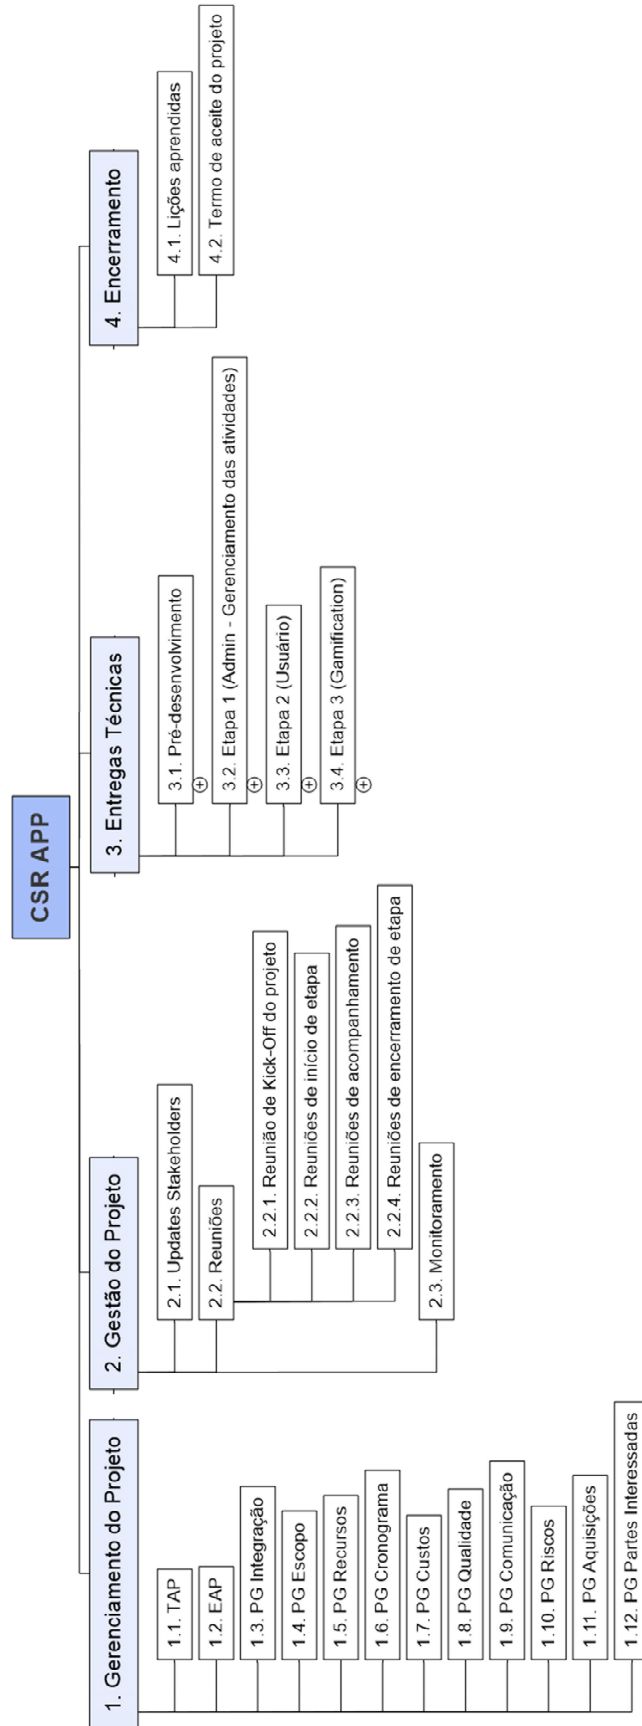 CSR APP
1. Gerenciamento do Projeto
1.1. TAP
1.2. EAP
1.3. PG Integração
1.4. PG Escopo
1.5. PG Recursos
1.6. PG Cronograma
1.7. PG Custos
1.8. PG Qualidade
1.9. PG Comunicação
1.10. PG Riscos
1.11. PG Aquisições
1.12. PG Partes Interessadas
2. Gestão do Projeto
2.1. Updates Stakeholders
2.2. Reuniões
2.2.1. Reunião de Kick-Off do projeto
2.2.2. Reuniões de início de etapa
2.2.3. Reuniões de acompanhamento
2.2.4. Reuniões de encerramento de etapa
2.3. Monitoramento
3. Entregas Técnicas
3.1. Pré-desenvolvimento
3.2. Etapa 1 (Admin - Gerenciamento das atividades)
3.3. Etapa 2 (Usuário)
3.4. Etapa 3 (Gamification)
4. Encerramento
4.1. Lições aprendidas
4.2. Termo de aceite do projeto